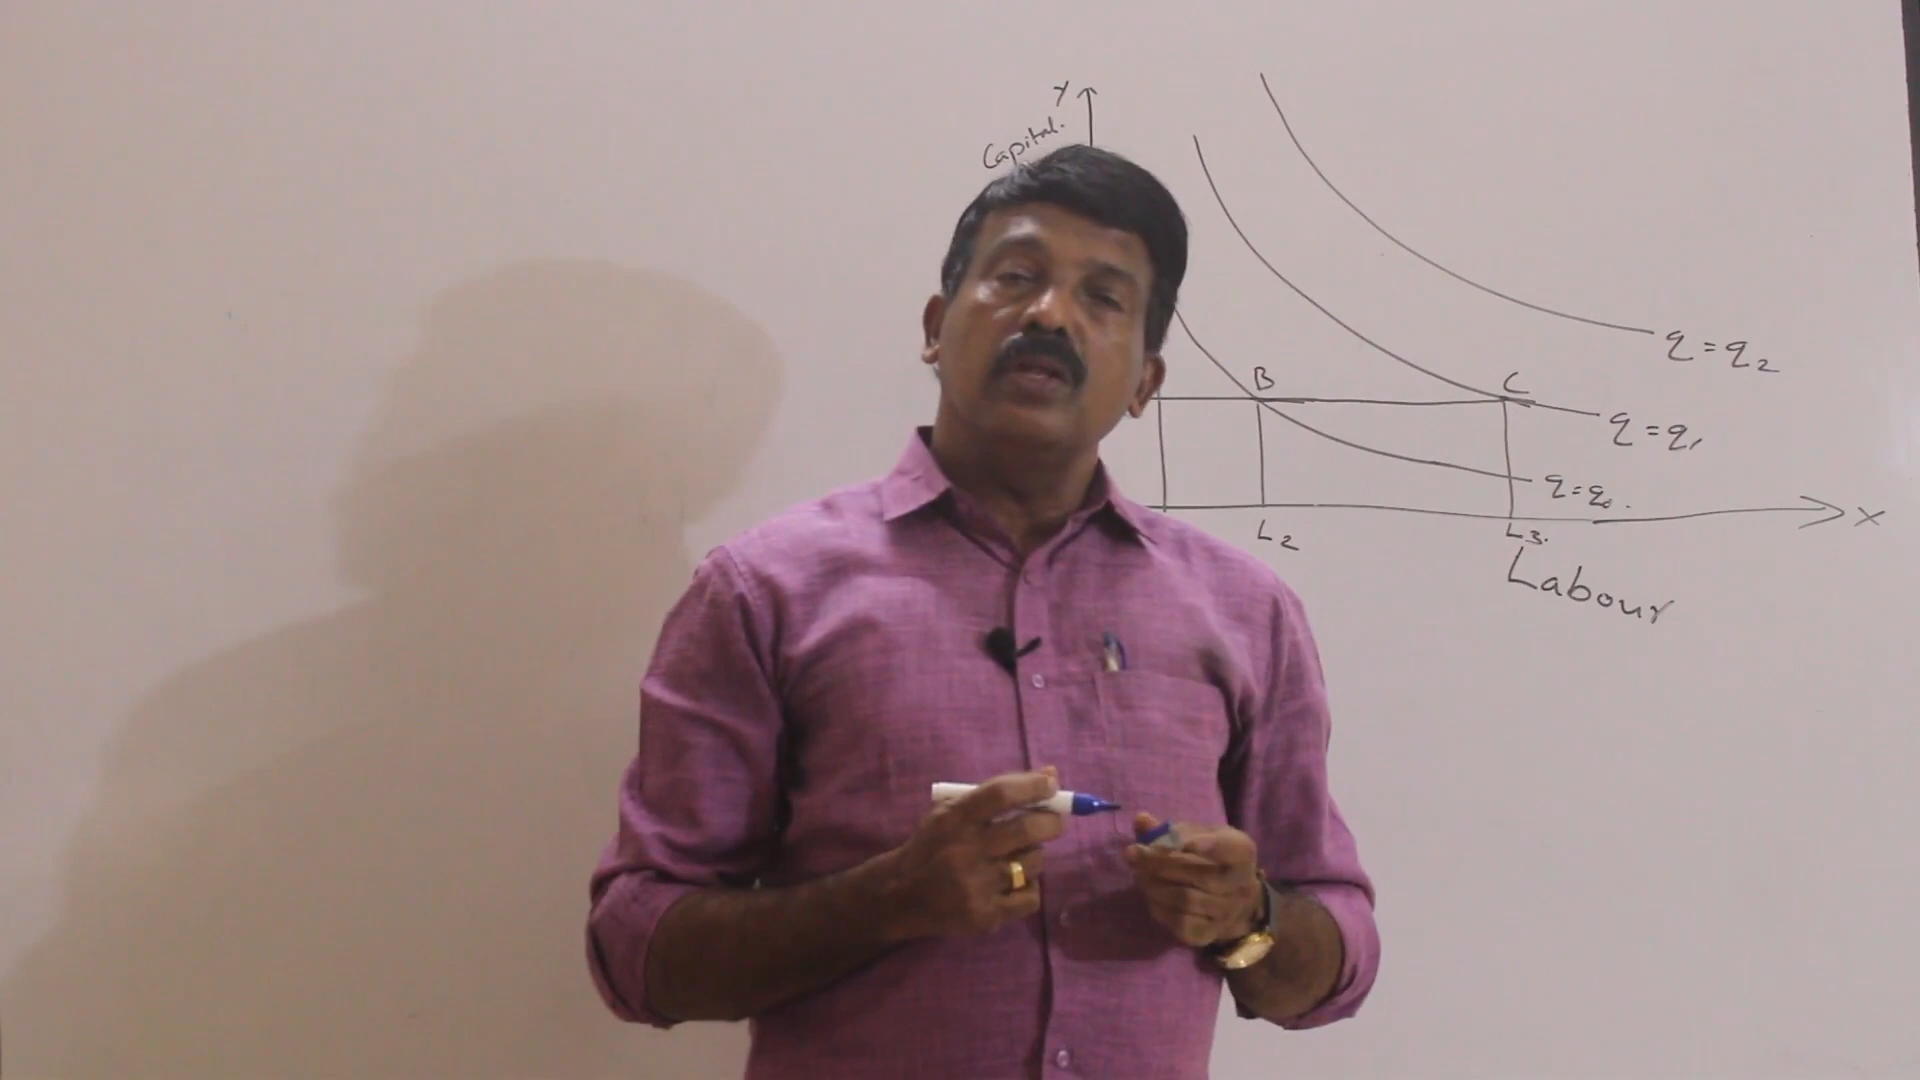 Y
Capital.
q = q2
B
C
q = q1
q = q0.
X
L2
L3.
Labour